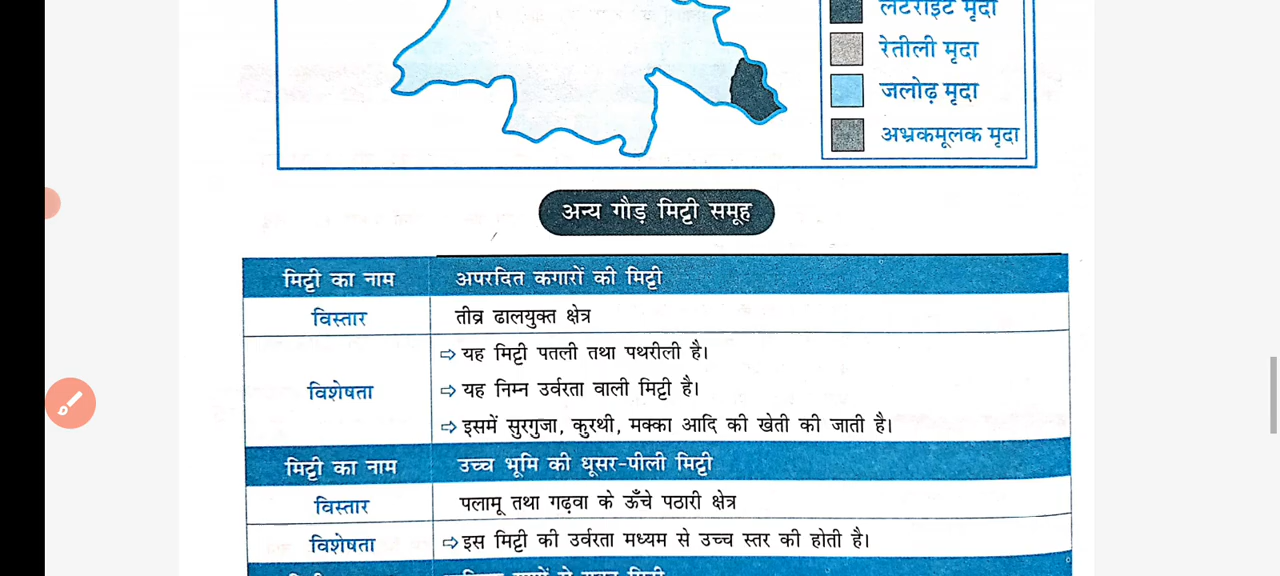 लेटेराइट मृदा
रेतीली मृदा
जलोढ़ मृदा
अभ्रकमूलक मृदा
अन्य गौड़ मिट्टी समूह
मिट्टी का नाम अपरदित कगारों की मिट्टी
विस्तार तीव्र ढालयुक्त क्षेत्र
⇨ यह मिट्टी पतली तथा पथरीली है।
विशेषता ⇨ यह निम्न उर्वरता वाली मिट्टी है।
⇨ इसमें सुरगुजा, कुरथी, मक्का आदि की खेती की जाती है।
मिट्टी का नाम उच्च भूमि की धूसर-पीली मिट्टी
विस्तार पलामू तथा गढ़वा के ऊँचे पठारी क्षेत्र
विशेषता ⇨ इस मिट्टी की उर्वरता मध्यम से उच्च स्तर की होती है।